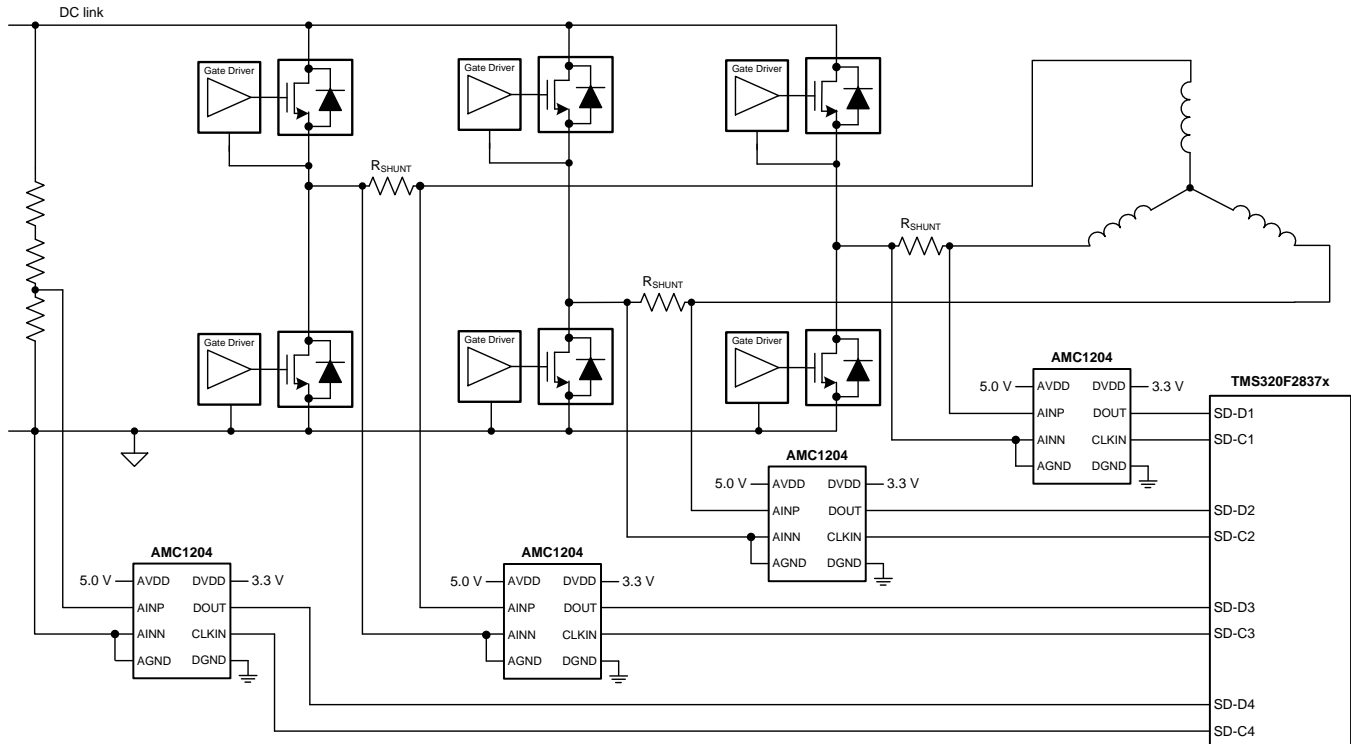 DC link
Gate Driver
Gate Driver
Gate Driver
R_SHUNT
R_SHUNT
R_SHUNT
Gate Driver
Gate Driver
Gate Driver
AMC1204
5.0 V
AVDD
DVDD
3.3 V
AINP
DOUT
AINN
CLKIN
AGND
DGND
TMS320F2837x
SD-D1
SD-C1
SD-D2
SD-C2
SD-D3
SD-C3
SD-D4
SD-C4
AMC1204
5.0 V
AVDD
DVDD
3.3 V
AINP
DOUT
AINN
CLKIN
AGND
DGND
AMC1204
5.0 V
AVDD
DVDD
3.3 V
AINP
DOUT
AINN
CLKIN
AGND
DGND
AMC1204
5.0 V
AVDD
DVDD
3.3 V
AINP
DOUT
AINN
CLKIN
AGND
DGND